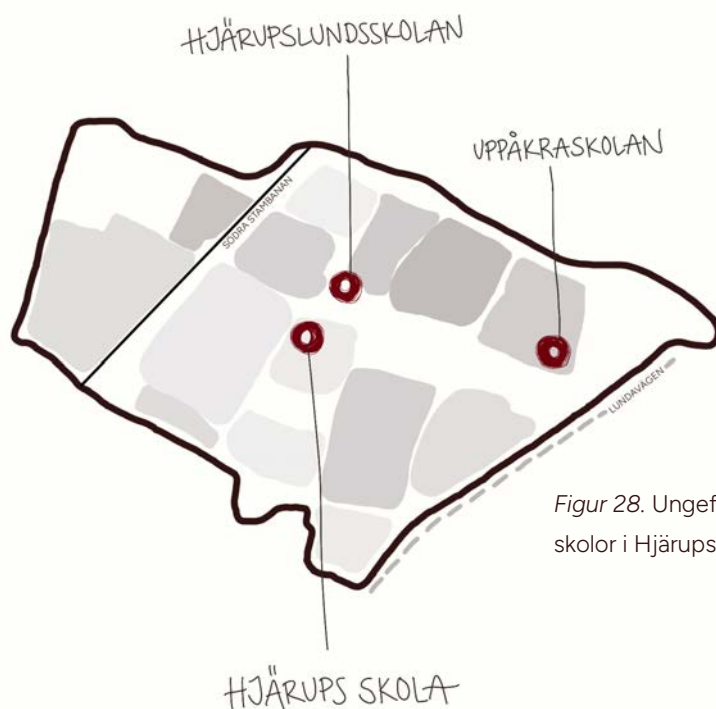 HJÄRUPSLUNDSSKOLAN
UPPÅKRASKOLAN
SÖDRA STAMBANAN
LUNDAVÄGEN
Figur 28. Ungef
skolor i Hjärups
HJÄRUPS SKOLA